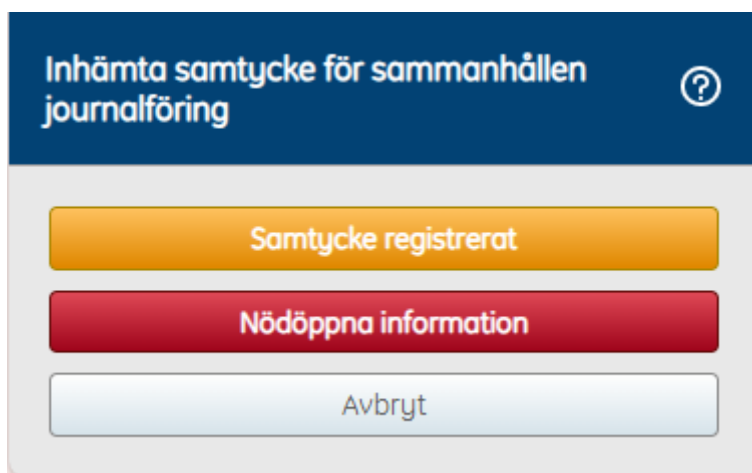 Inhämta samtycke för sammanhållen
journalföring
?
Samtycke registrerat
Nödöppna information
Avbryt